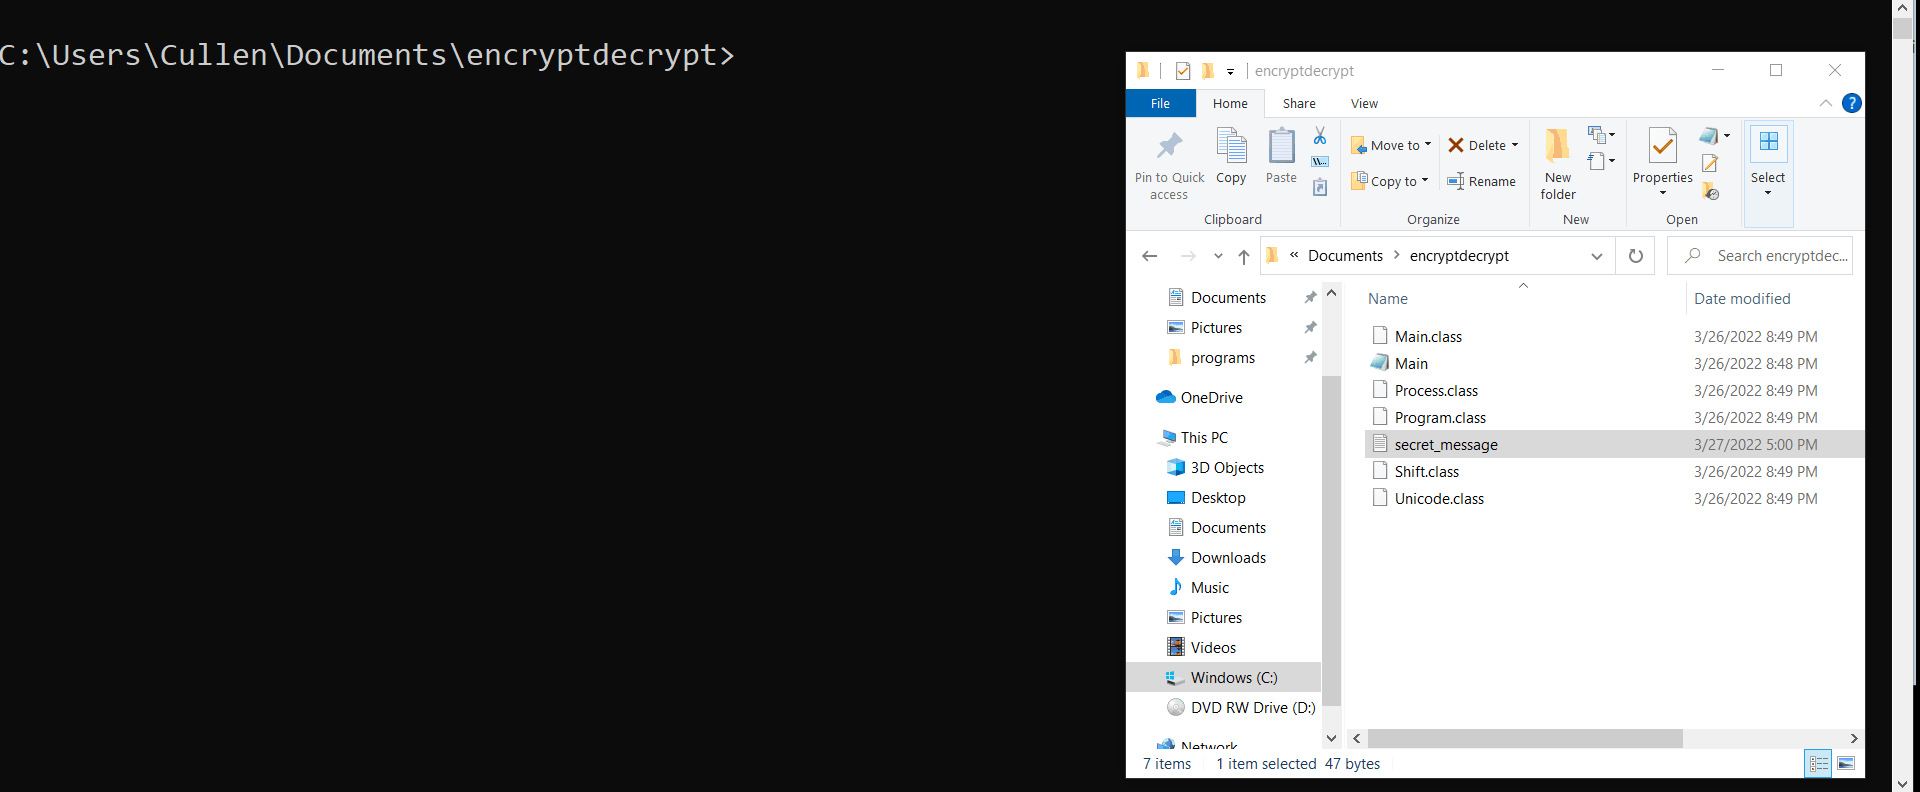 C:\Users\Cullen\Documents\encryptdecrypt>
encryptdecrypt
File Home Share View
?
Pin to Quick access
Copy
Paste
\\...
Clipboard
Move to
Copy to
Delete
Rename
Organize
New folder
New
Properties
Open
Select
« Documents > encryptdecrypt
Search encryptdec...
Documents
Pictures
programs
OneDrive
This PC
3D Objects
Desktop
Documents
Downloads
Music
Pictures
Videos
Windows (C:)
DVD RW Drive (D:)
Network
Name Date modified
Main.class 3/26/2022 8:49 PM
Main 3/26/2022 8:48 PM
Process.class 3/26/2022 8:49 PM
Program.class 3/26/2022 8:49 PM
secret_message 3/27/2022 5:00 PM
Shift.class 3/26/2022 8:49 PM
Unicode.class 3/26/2022 8:49 PM
7 items 1 item selected 47 bytes